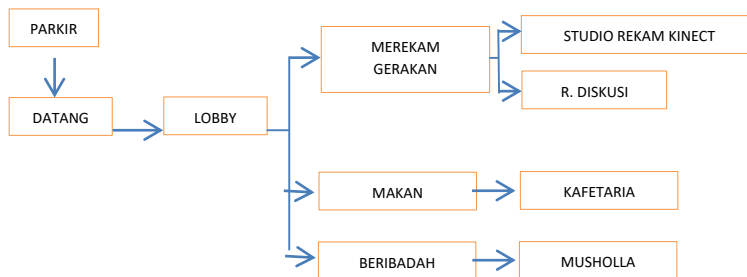 PARKIR
DATANG
LOBBY
MEREKAM
GERAKAN
STUDIO REKAM KINECT
R. DISKUSI
MAKAN
KAFETARIA
BERIBADAH
MUSHOLLA